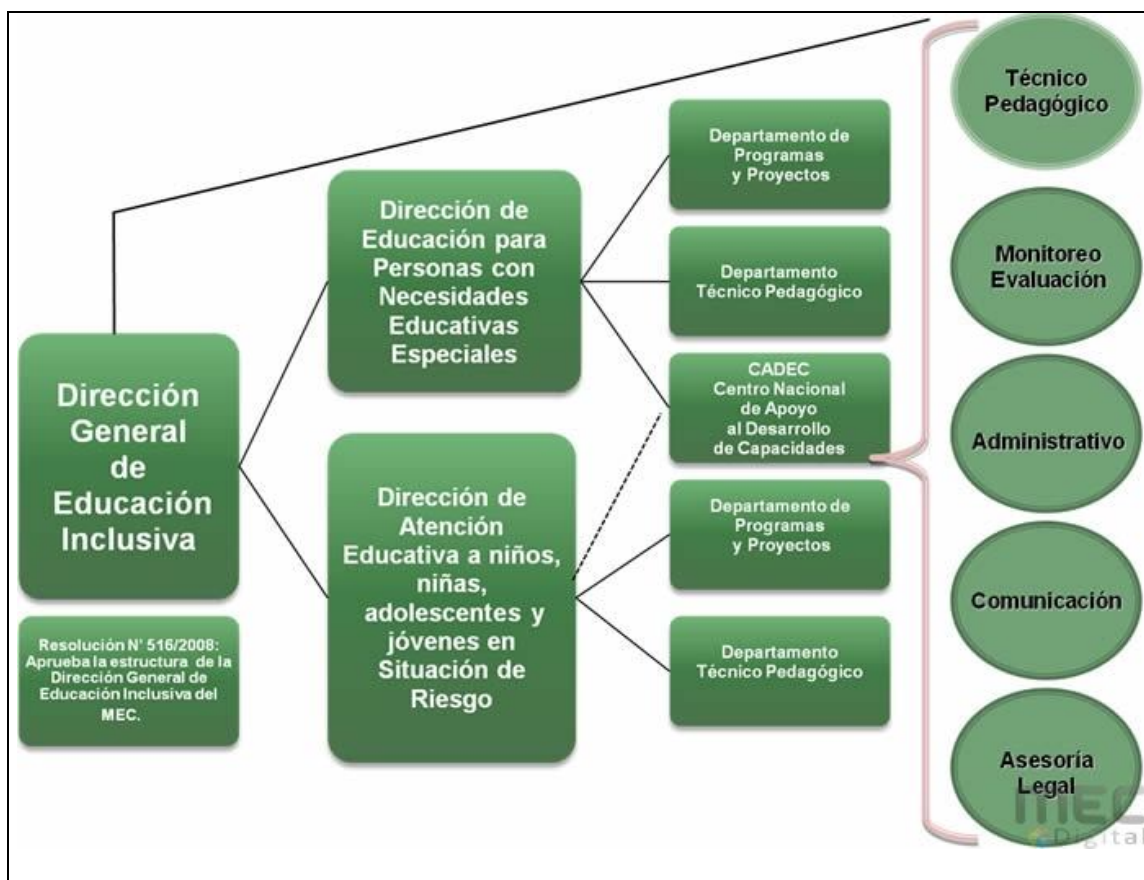 Dirección
General
de
Educación
Inclusiva
Resolución N° 516/2008:
Aprueba la estructura de la
Dirección General de
Educación Inclusiva del
MEC.
Dirección de
Educación para
Personas con
Necesidades
Educativas
Especiales
Dirección de
Atención
Educativa a niños,
niñas,
adolescentes y
jóvenes en
Situación de
Riesgo
Departamento de
Programas
y Proyectos
Departamento
Técnico Pedagógico
CADEC
Centro Nacional
de Apoyo
al Desarrollo
de Capacidades
Departamento de
Programas
y Proyectos
Departamento
Técnico Pedagógico
Técnico
Pedagógico
Monitoreo
Evaluación
Administrativo
Comunicación
Asesoría
Legal
MEC
Digital